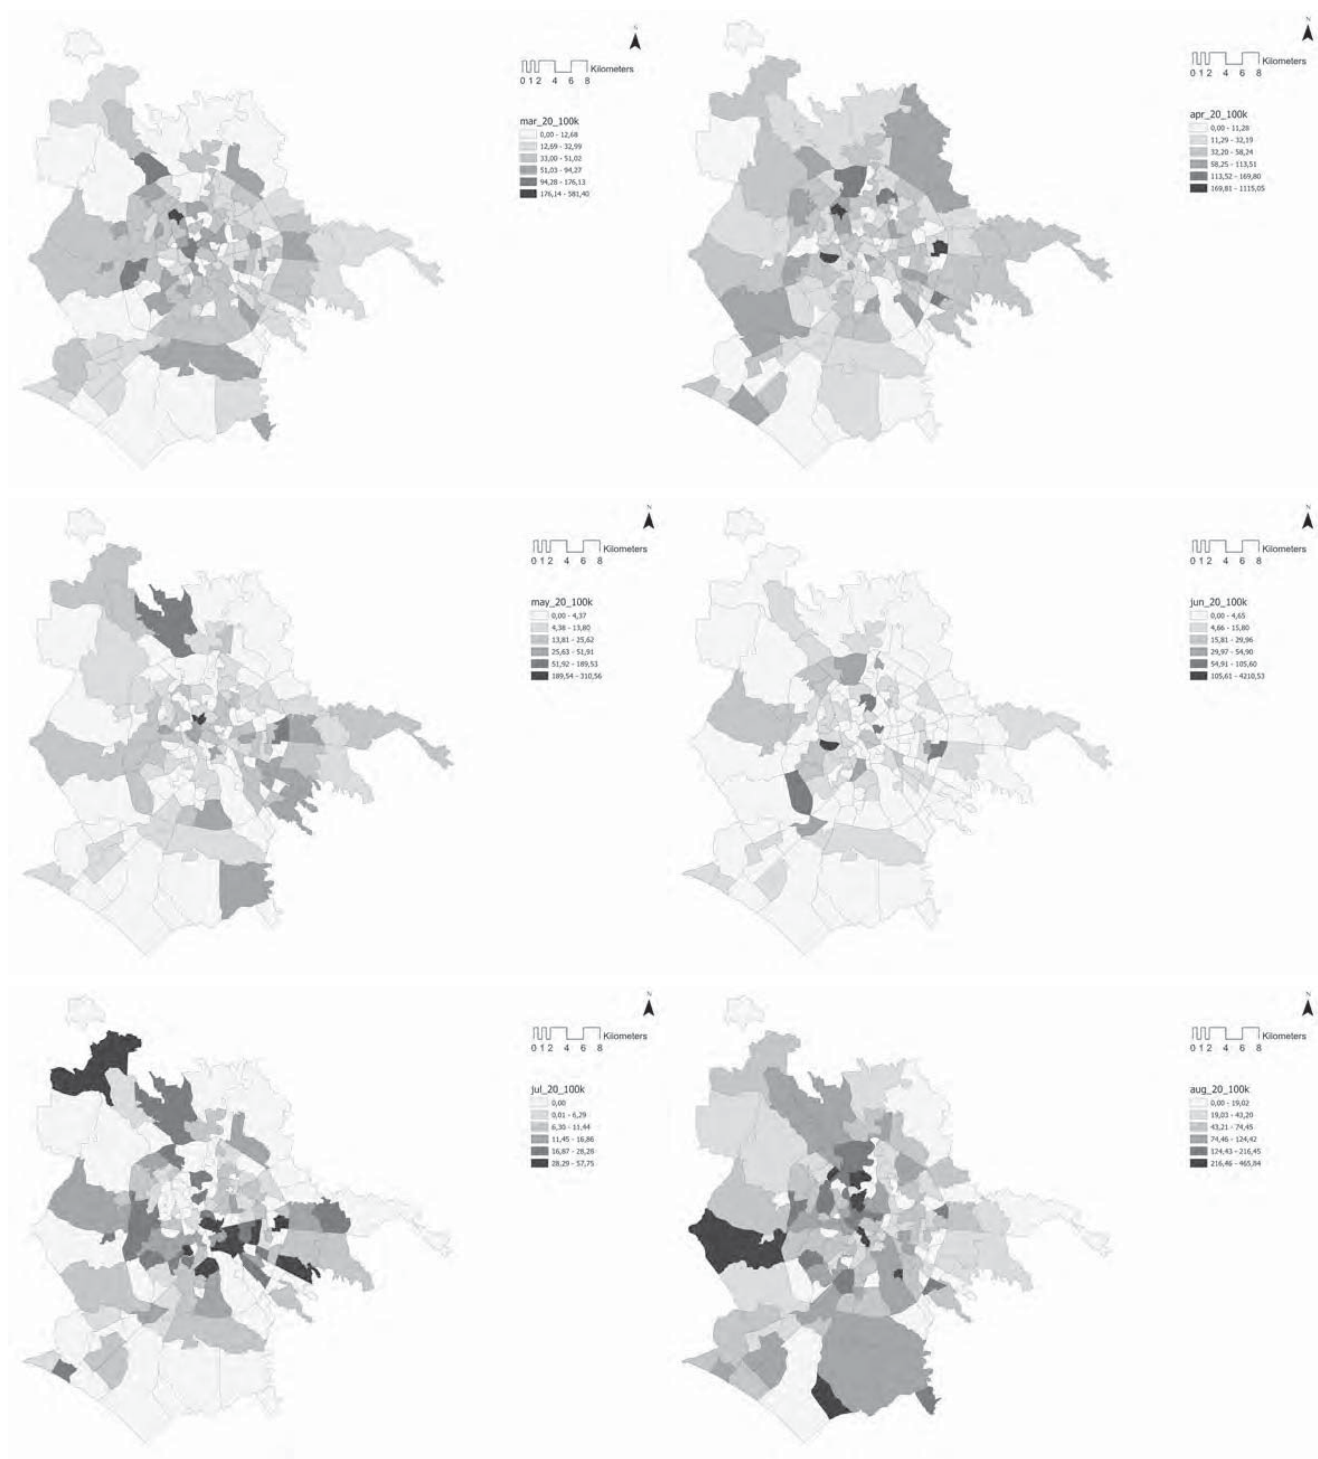 N
Kilometers
0 1 2 4 6 8
mar_20_100k
0,00 - 12,68
12,69 - 32,99
33,00 - 51,02
51,03 - 94,27
94,28 - 176,13
176,14 - 581,40
N
Kilometers
0 1 2 4 6 8
apr_20_100k
0,00 - 11,28
11,29 - 32,19
32,20 - 58,24
58,25 - 113,51
113,52 - 169,80
169,81 - 1115,05
N
Kilometers
0 1 2 4 6 8
may_20_100k
0,00 - 4,37
4,38 - 13,80
13,81 - 25,62
25,63 - 51,91
51,92 - 189,53
189,54 - 310,56
N
Kilometers
0 1 2 4 6 8
jun_20_100k
0,00 - 4,65
4,66 - 15,80
15,81 - 29,96
29,97 - 54,90
54,91 - 105,60
105,61 - 4210,53
N
Kilometers
0 1 2 4 6 8
jul_20_100k
0,00
0,01 - 6,29
6,30 - 11,44
11,45 - 16,86
16,87 - 28,28
28,29 - 57,75
N
Kilometers
0 1 2 4 6 8
aug_20_100k
0,00 - 19,02
19,03 - 43,20
43,21 - 74,45
74,46 - 124,42
124,43 - 216,45
216,46 - 465,84